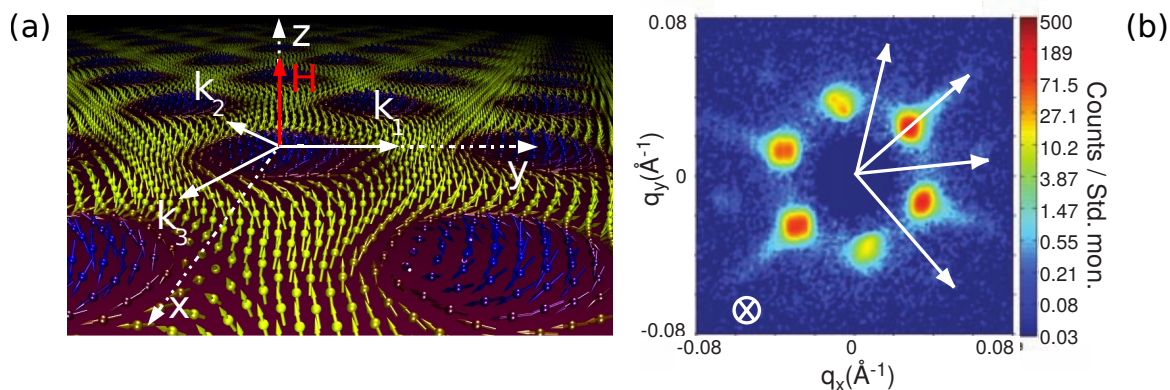 (a)
z
H
k2
k1
y
k3
x
(b)
0.08
0
-0.08
qy(Å-1)
-0.08
0
0.08
qx(Å-1)
500
189
71.5
27.1
10.2
3.87
1.47
0.55
0.21
0.08
0.03
Counts / Std. mon.